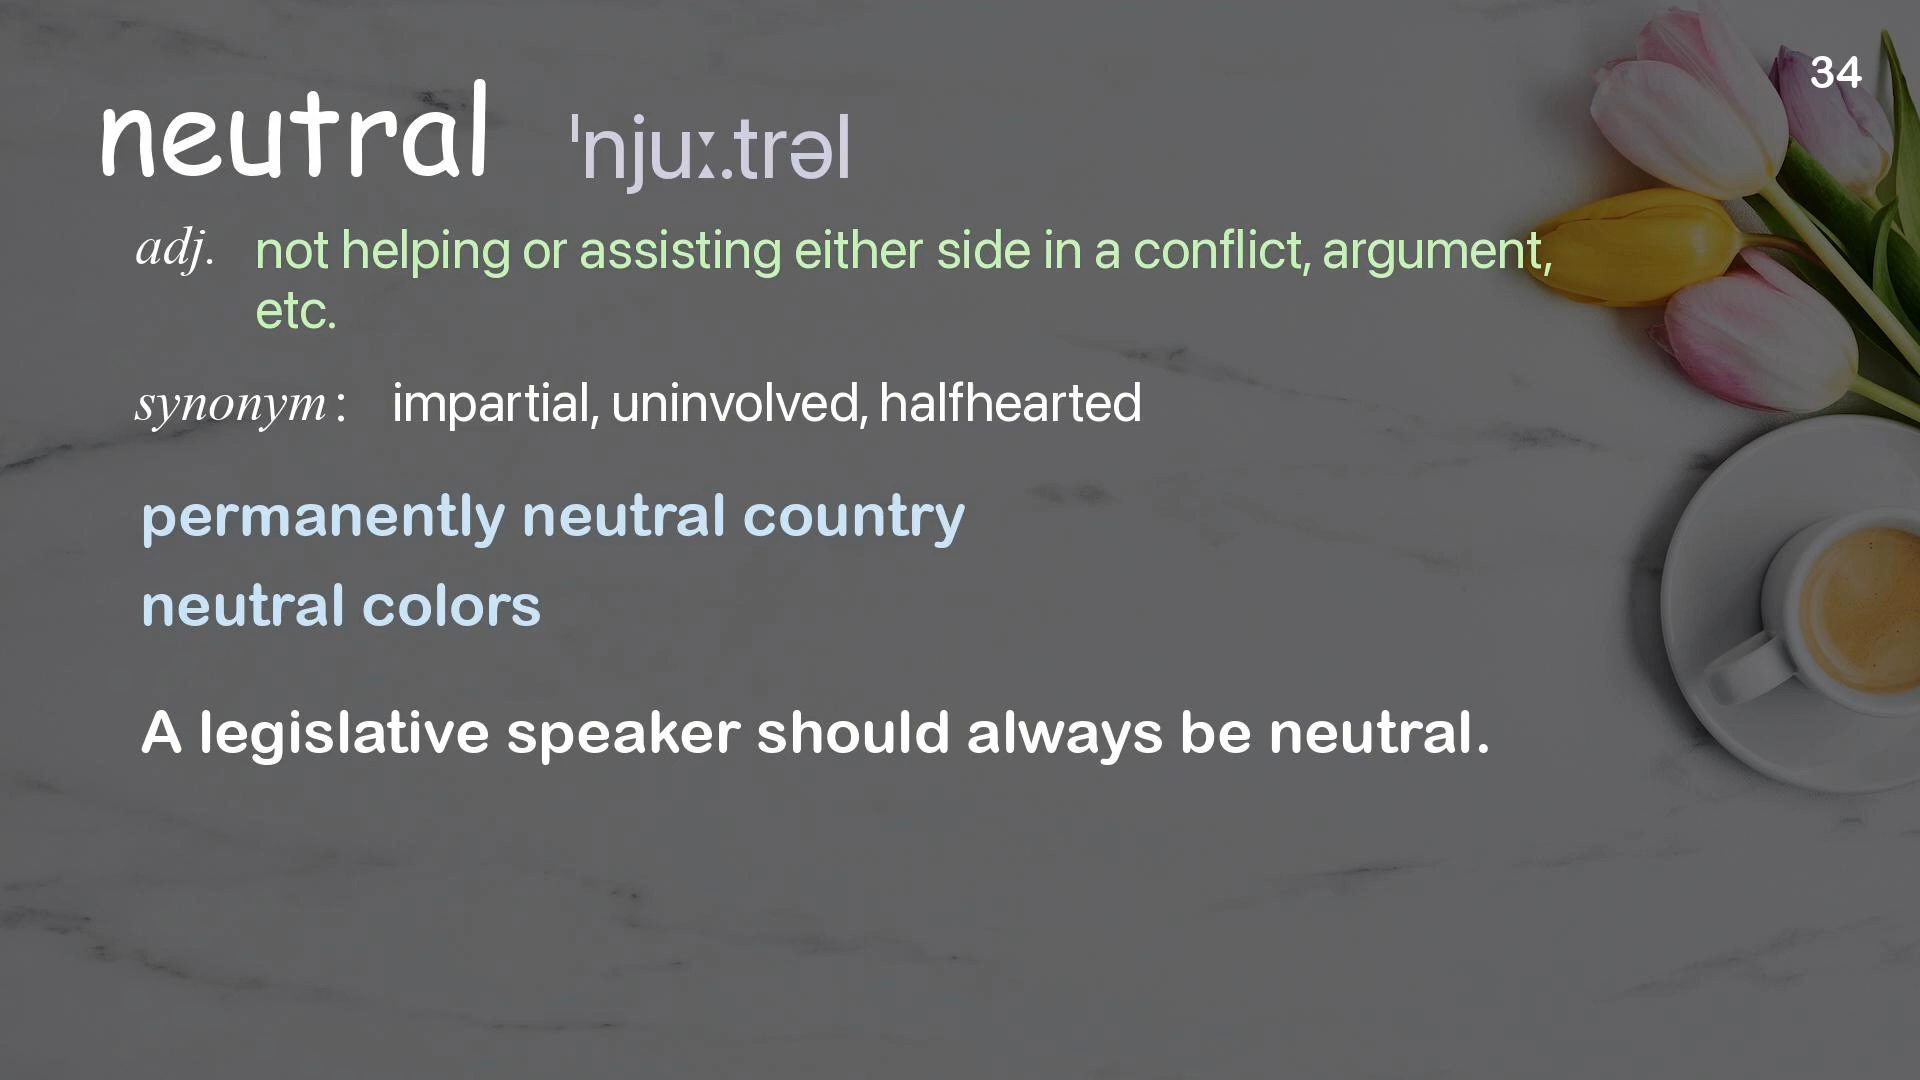 34
neutral ˈnjuː.trəl
adj. not helping or assisting either side in a conflict, argument,
etc.
synonym: impartial, uninvolved, halfhearted
permanently neutral country
neutral colors
A legislative speaker should always be neutral.